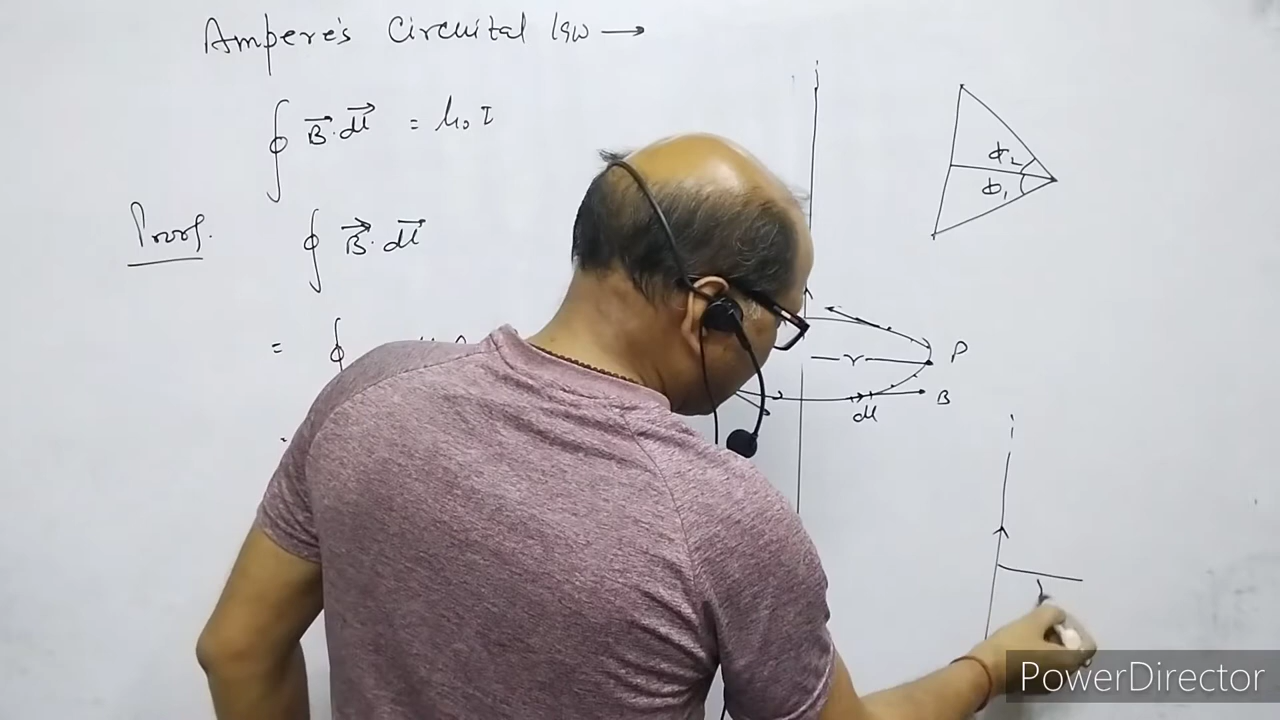 Ampere's Circuital law →
∮ B⃗. dl⃗ = μ₀ I
Proof.
∮ B⃗. dl⃗
= ∮
i
ϕ₂
ϕ₁
r
P
B
dl
i
PowerDirector